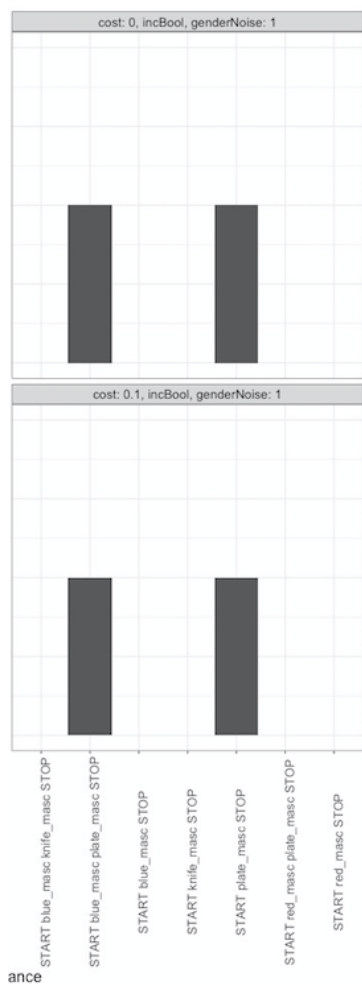 cost: 0, incBool, genderNoise: 1
cost: 0.1, incBool, genderNoise: 1
START blue_masc knife_masc STOP
START blue_masc plate_masc STOP
START blue_masc STOP
START knife_masc STOP
START plate_masc STOP
START red_masc plate_masc STOP
START red_masc STOP
ance